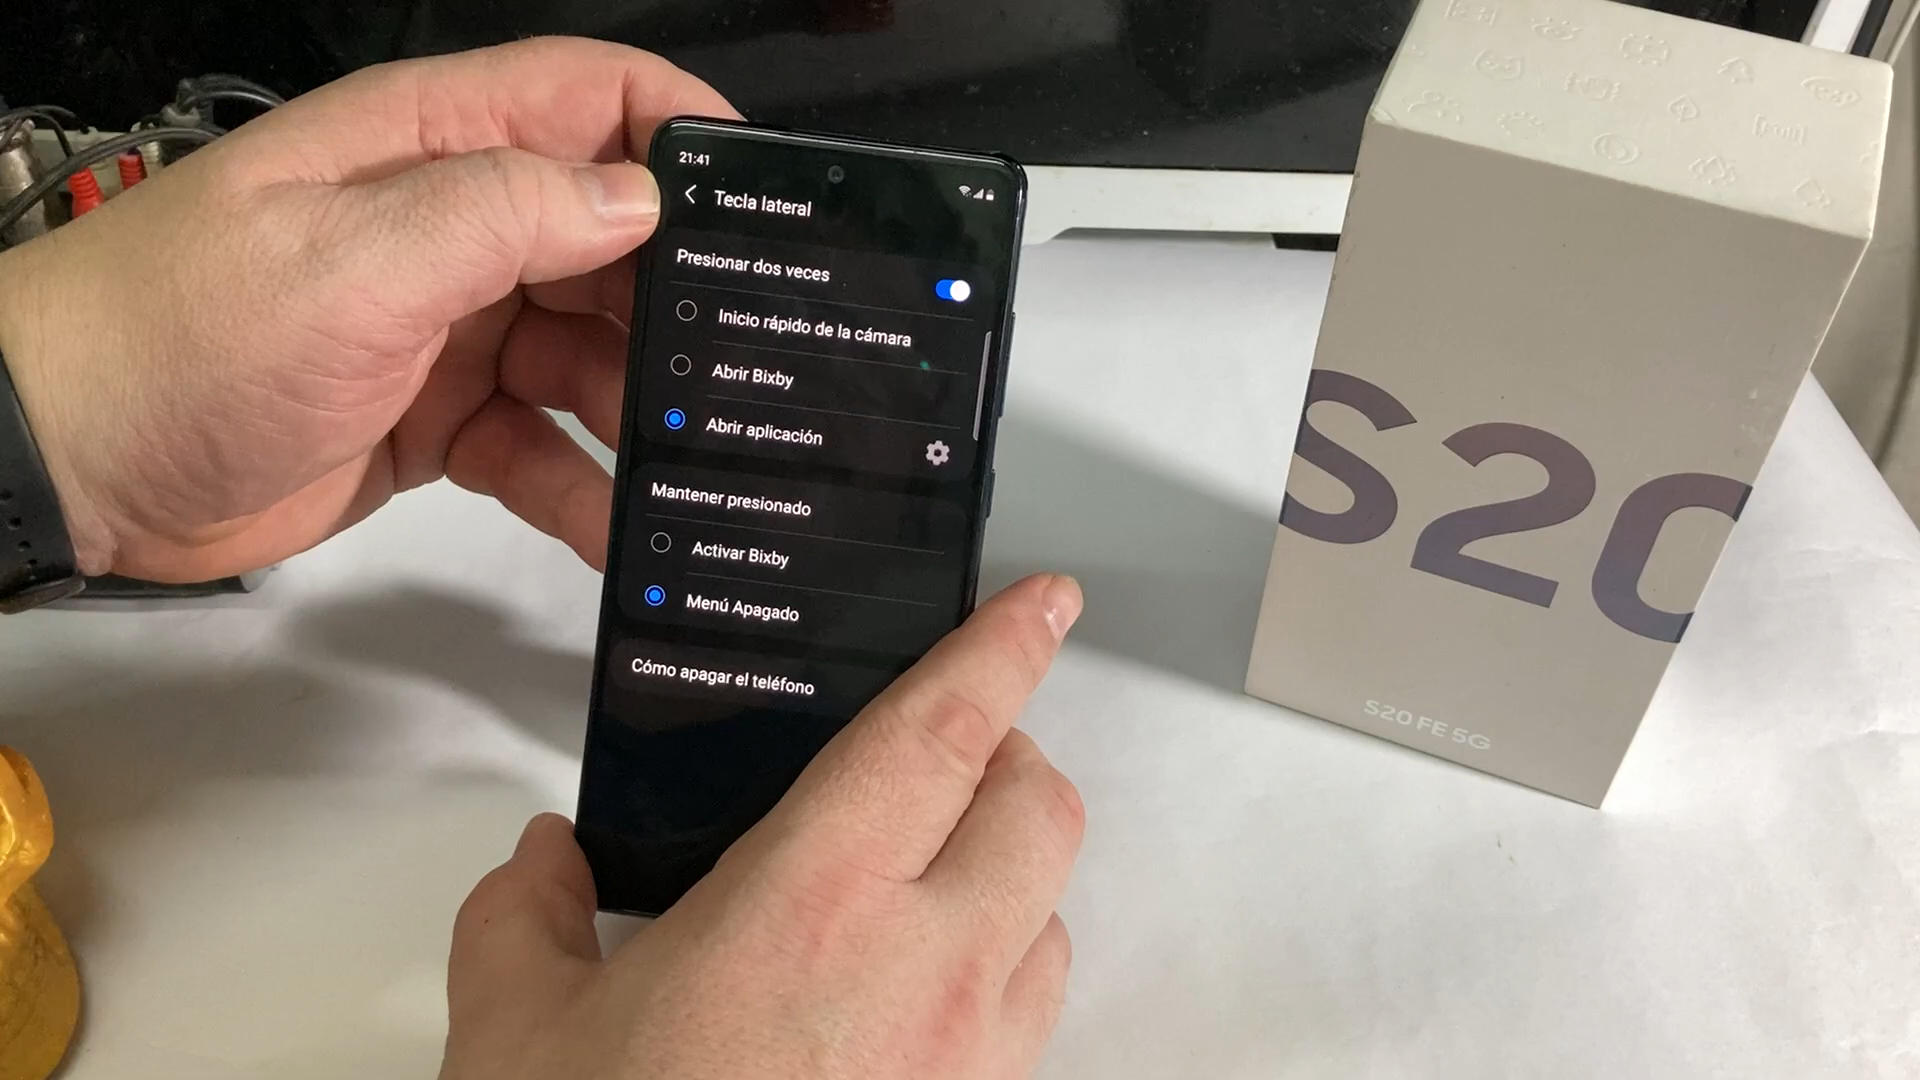 21:41
Tecla lateral
Presionar dos veces
Inicio rápido de la cámara
Abrir Bixby
Abrir aplicación
Mantener presionado
Activar Bixby
Menú Apagado
Cómo apagar el teléfono
S20
S20 FE 5G